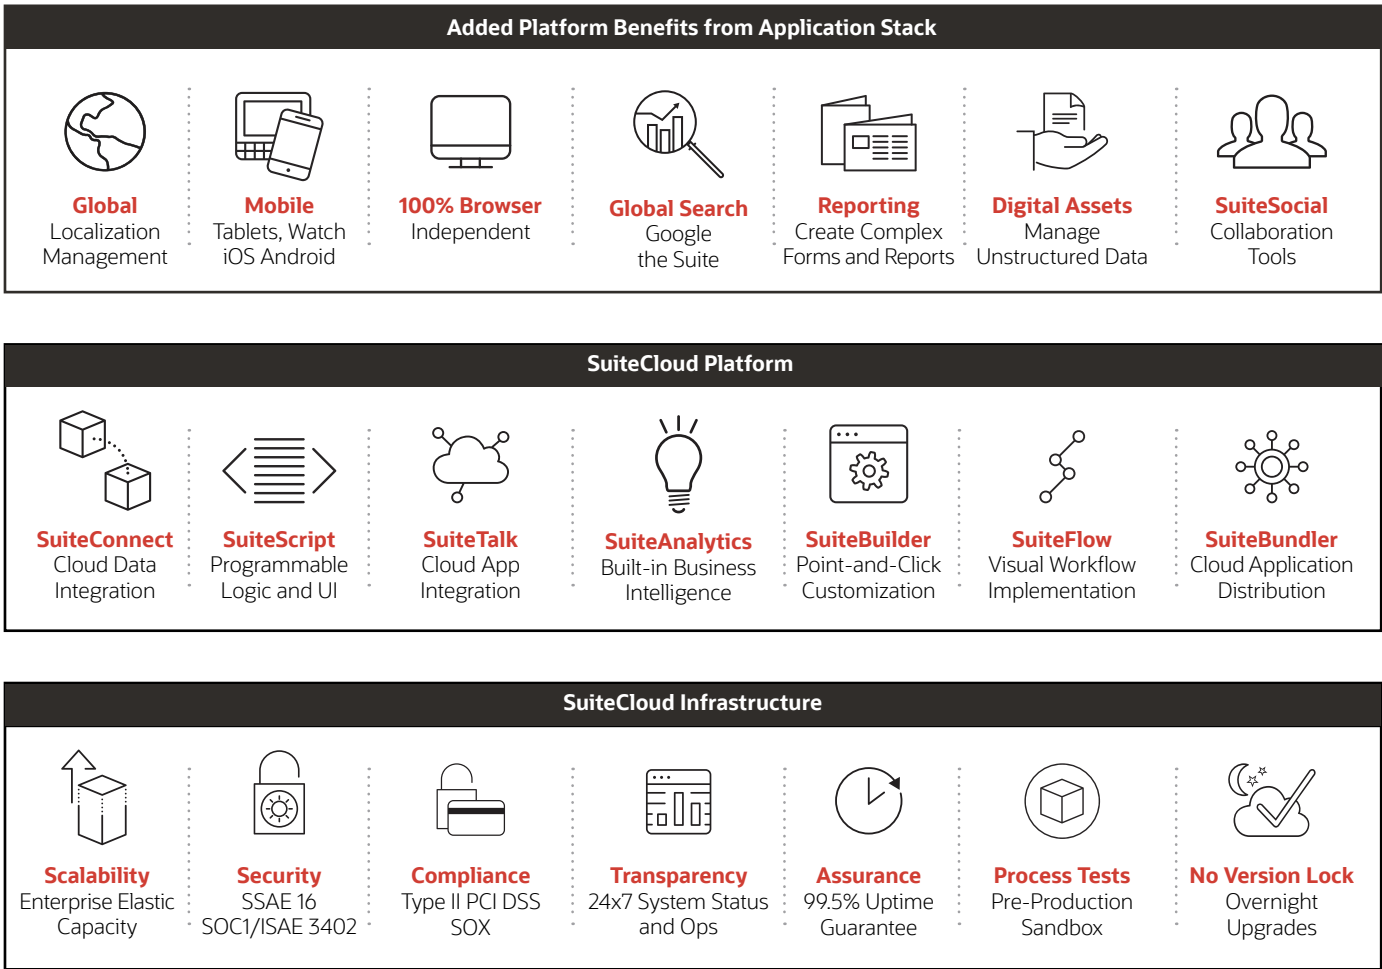 Added Platform Benefits from Application Stack
Global
Localization
Management
Mobile
Tablets, Watch
iOS Android
100% Browser
Independent
Global Search
Google
the Suite
Reporting
Create Complex
Forms and Reports
Digital Assets
Manage
Unstructured Data
SuiteSocial
Collaboration
Tools
SuiteCloud Platform
SuiteConnect
Cloud Data
Integration
SuiteScript
Programmable
Logic and UI
SuiteTalk
Cloud App
Integration
SuiteAnalytics
Built-in Business
Intelligence
SuiteBuilder
Point-and-Click
Customization
SuiteFlow
Visual Workflow
Implementation
SuiteBundler
Cloud Application
Distribution
SuiteCloud Infrastructure
Scalability
Enterprise Elastic
Capacity
Security
SSAE 16
SOC1/ISAE 3402
Compliance
Type II PCI DSS
SOX
Transparency
24x7 System Status
and Ops
Assurance
99.5% Uptime
Guarantee
Process Tests
Pre-Production
Sandbox
No Version Lock
Overnight
Upgrades